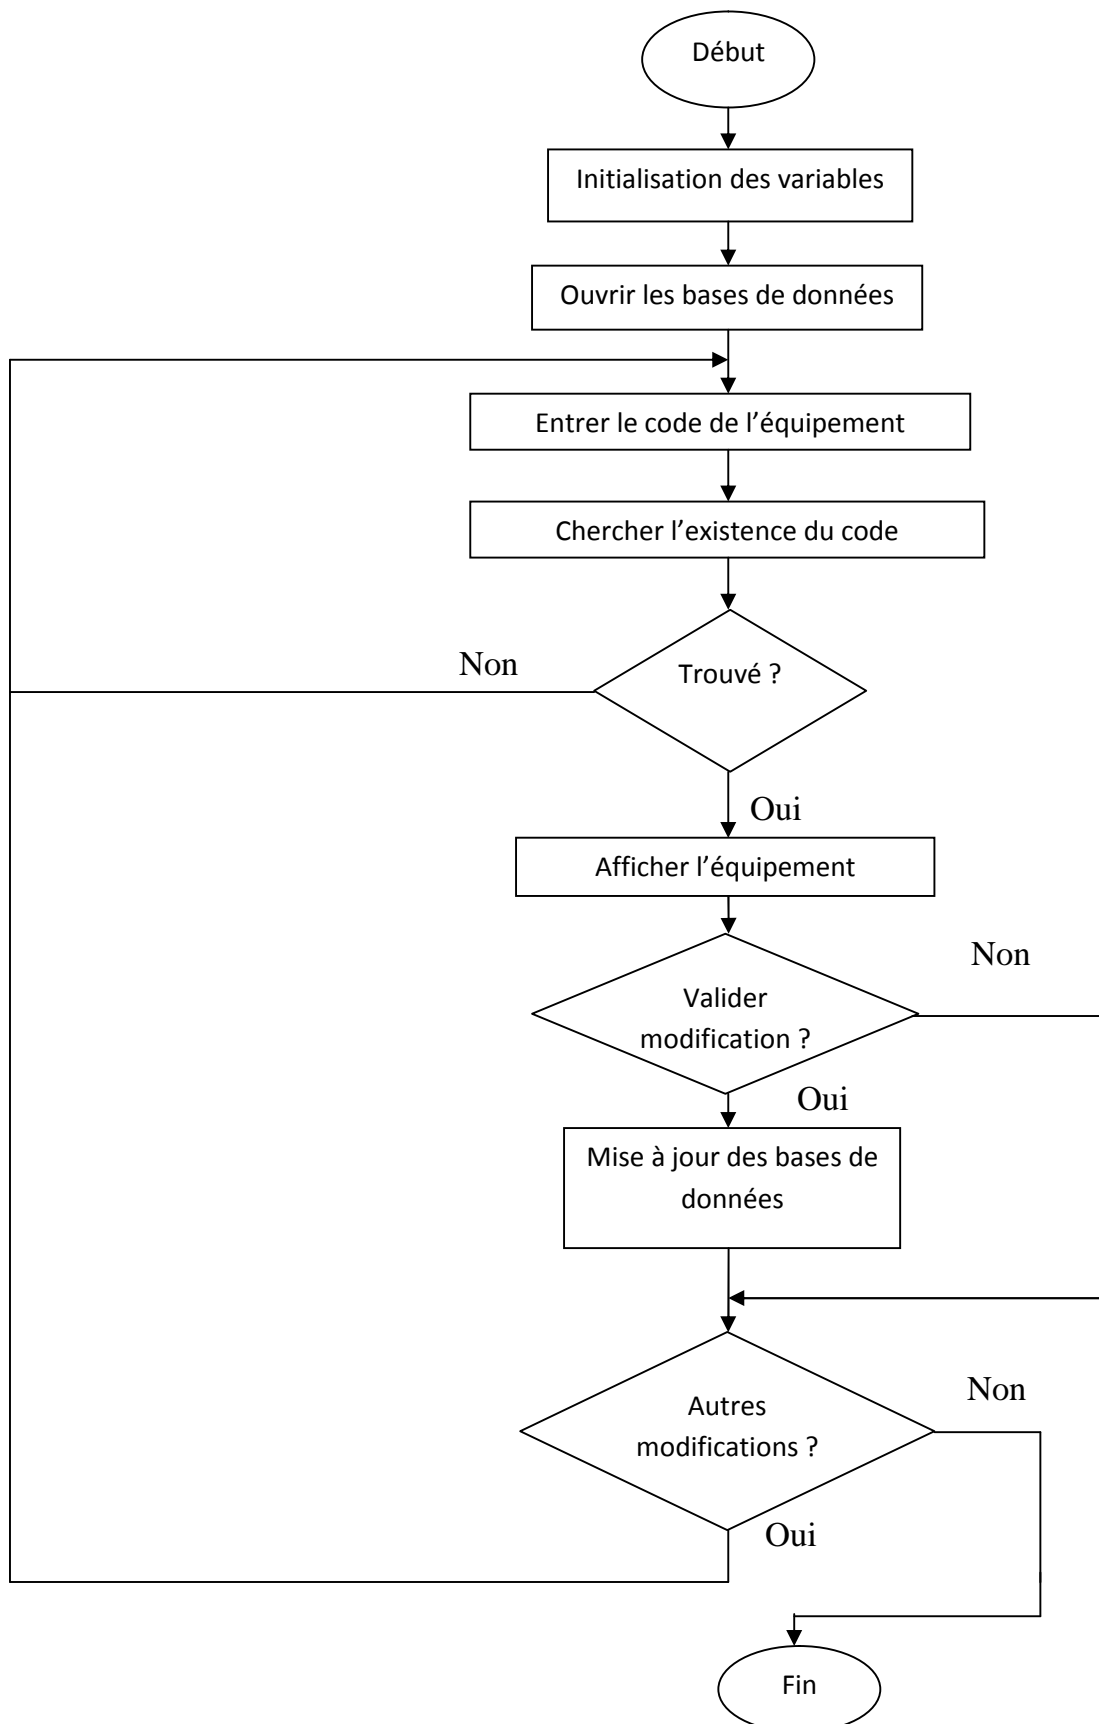 Début
Initialisation des variables
Ouvrir les bases de données
Entrer le code de l’équipement
Chercher l’existence du code
Non
Trouvé ?
Oui
Afficher l’équipement
Non
Valider
modification ?
Oui
Mise à jour des bases de
données
Non
Autres
modifications ?
Oui
Fin